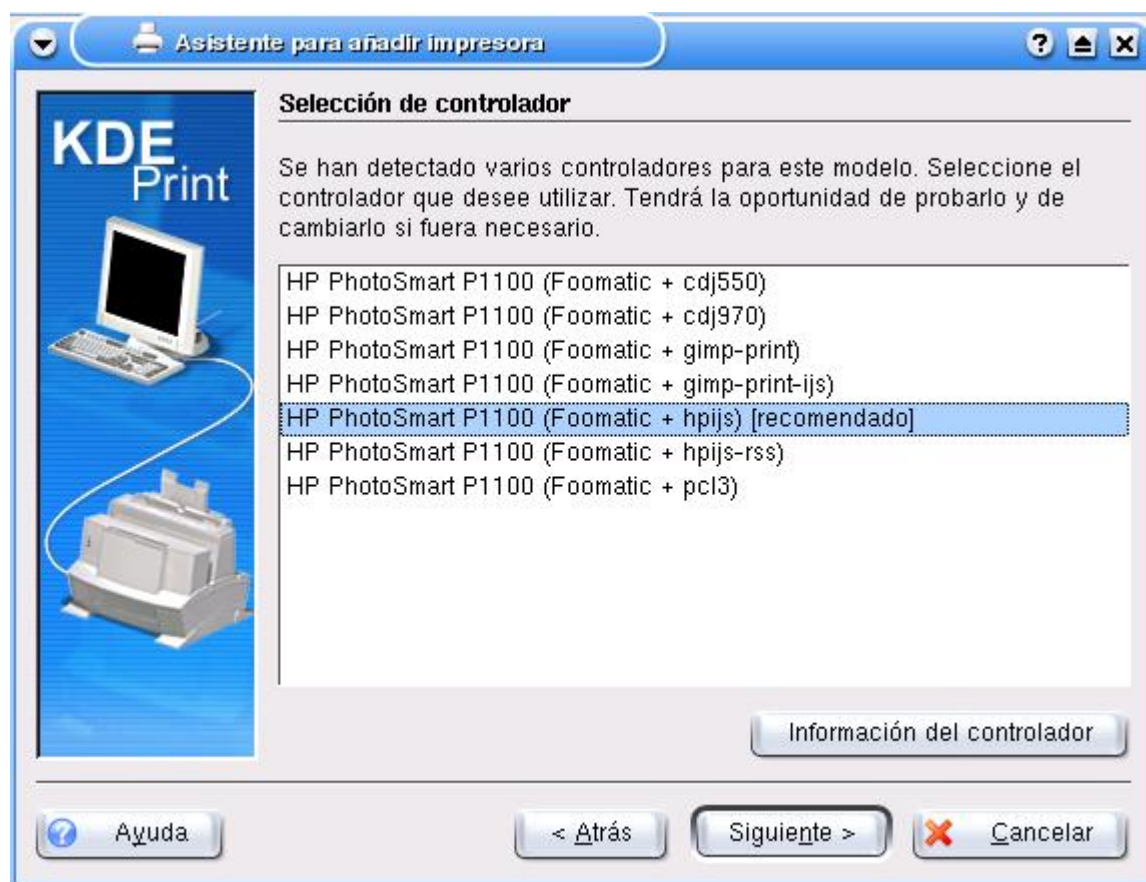 Asistente para añadir impresora
KDE
Print
Selección de controlador
Se han detectado varios controladores para este modelo. Seleccione el
controlador que desee utilizar. Tendrá la oportunidad de probarlo y de
cambiarlo si fuera necesario.
HP PhotoSmart P1100 (Foomatic + cdj550)
HP PhotoSmart P1100 (Foomatic + cdj970)
HP PhotoSmart P1100 (Foomatic + gimp-print)
HP PhotoSmart P1100 (Foomatic + gimp-print-ijs)
HP PhotoSmart P1100 (Foomatic + hpijs) [recomendado]
HP PhotoSmart P1100 (Foomatic + hpijs-rss)
HP PhotoSmart P1100 (Foomatic + pcl3)
Información del controlador
Ayuda
< Atrás
Siguiente >
Cancelar